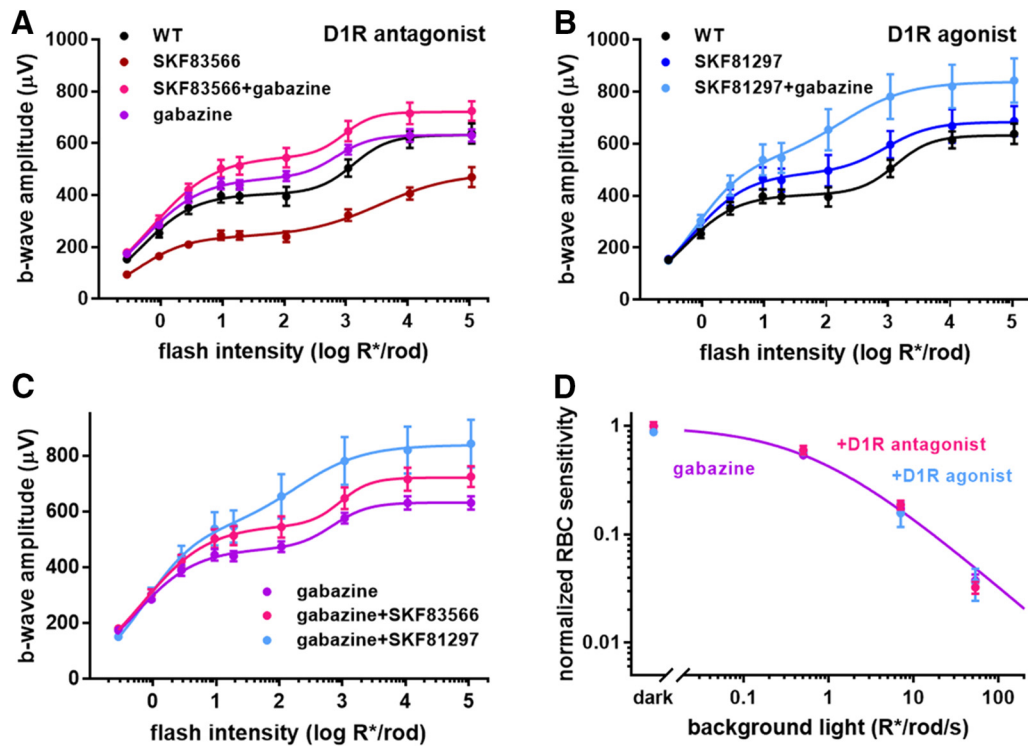 A
D1R antagonist
WT
SKF83566
SKF83566+gabazine
gabazine
b-wave amplitude (µV)
1000
800
600
400
200
0
0 1 2 3 4 5
flash intensity (log R*/rod)
B
D1R agonist
WT
SKF81297
SKF81297+gabazine
b-wave amplitude (µV)
1000
800
600
400
200
0
0 1 2 3 4 5
flash intensity (log R*/rod)
C
b-wave amplitude (µV)
800
600
400
200
0
gabazine
gabazine+SKF83566
gabazine+SKF81297
0 1 2 3 4 5
flash intensity (log R*/rod)
D
normalized RBC sensitivity
1
0.1
0.01
gabazine
+D1R antagonist
+D1R agonist
dark 0.1 1 10 100
background light (R*/rod/s)